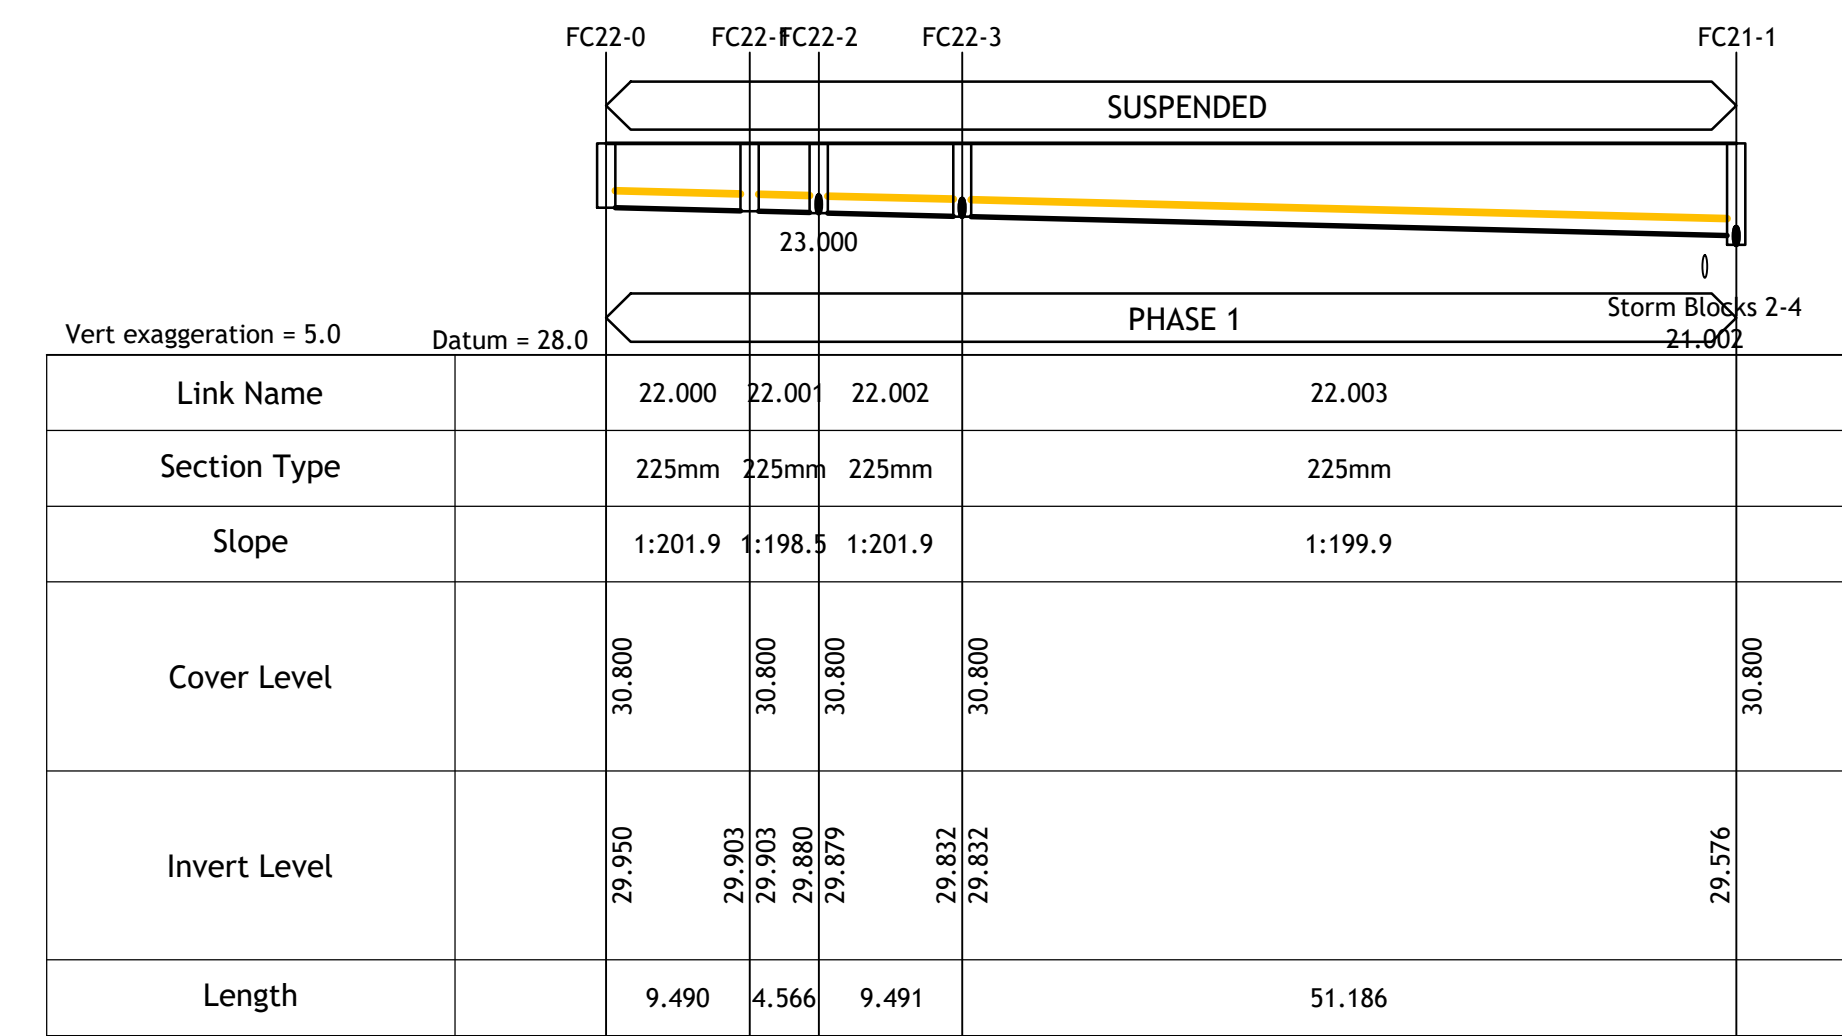 FC22-0 FC22-1 FC22-2 FC22-3 FC21-1
SUSPENDED
23.000
PHASE 1
Storm Blocks 2-4
21.002
Vert exaggeration = 5.0 Datum = 28.0
Link Name 22.000 22.001 22.002 22.003
Section Type 225mm 225mm 225mm 225mm
Slope 1:201.9 1:198.5 1:201.9 1:199.9
Cover Level 30.800 30.800 30.800 30.800 30.800
Invert Level 29.950 29.903 29.903 29.880 29.879 29.832 29.832 29.576
Length 9.490 4.566 9.491 51.186